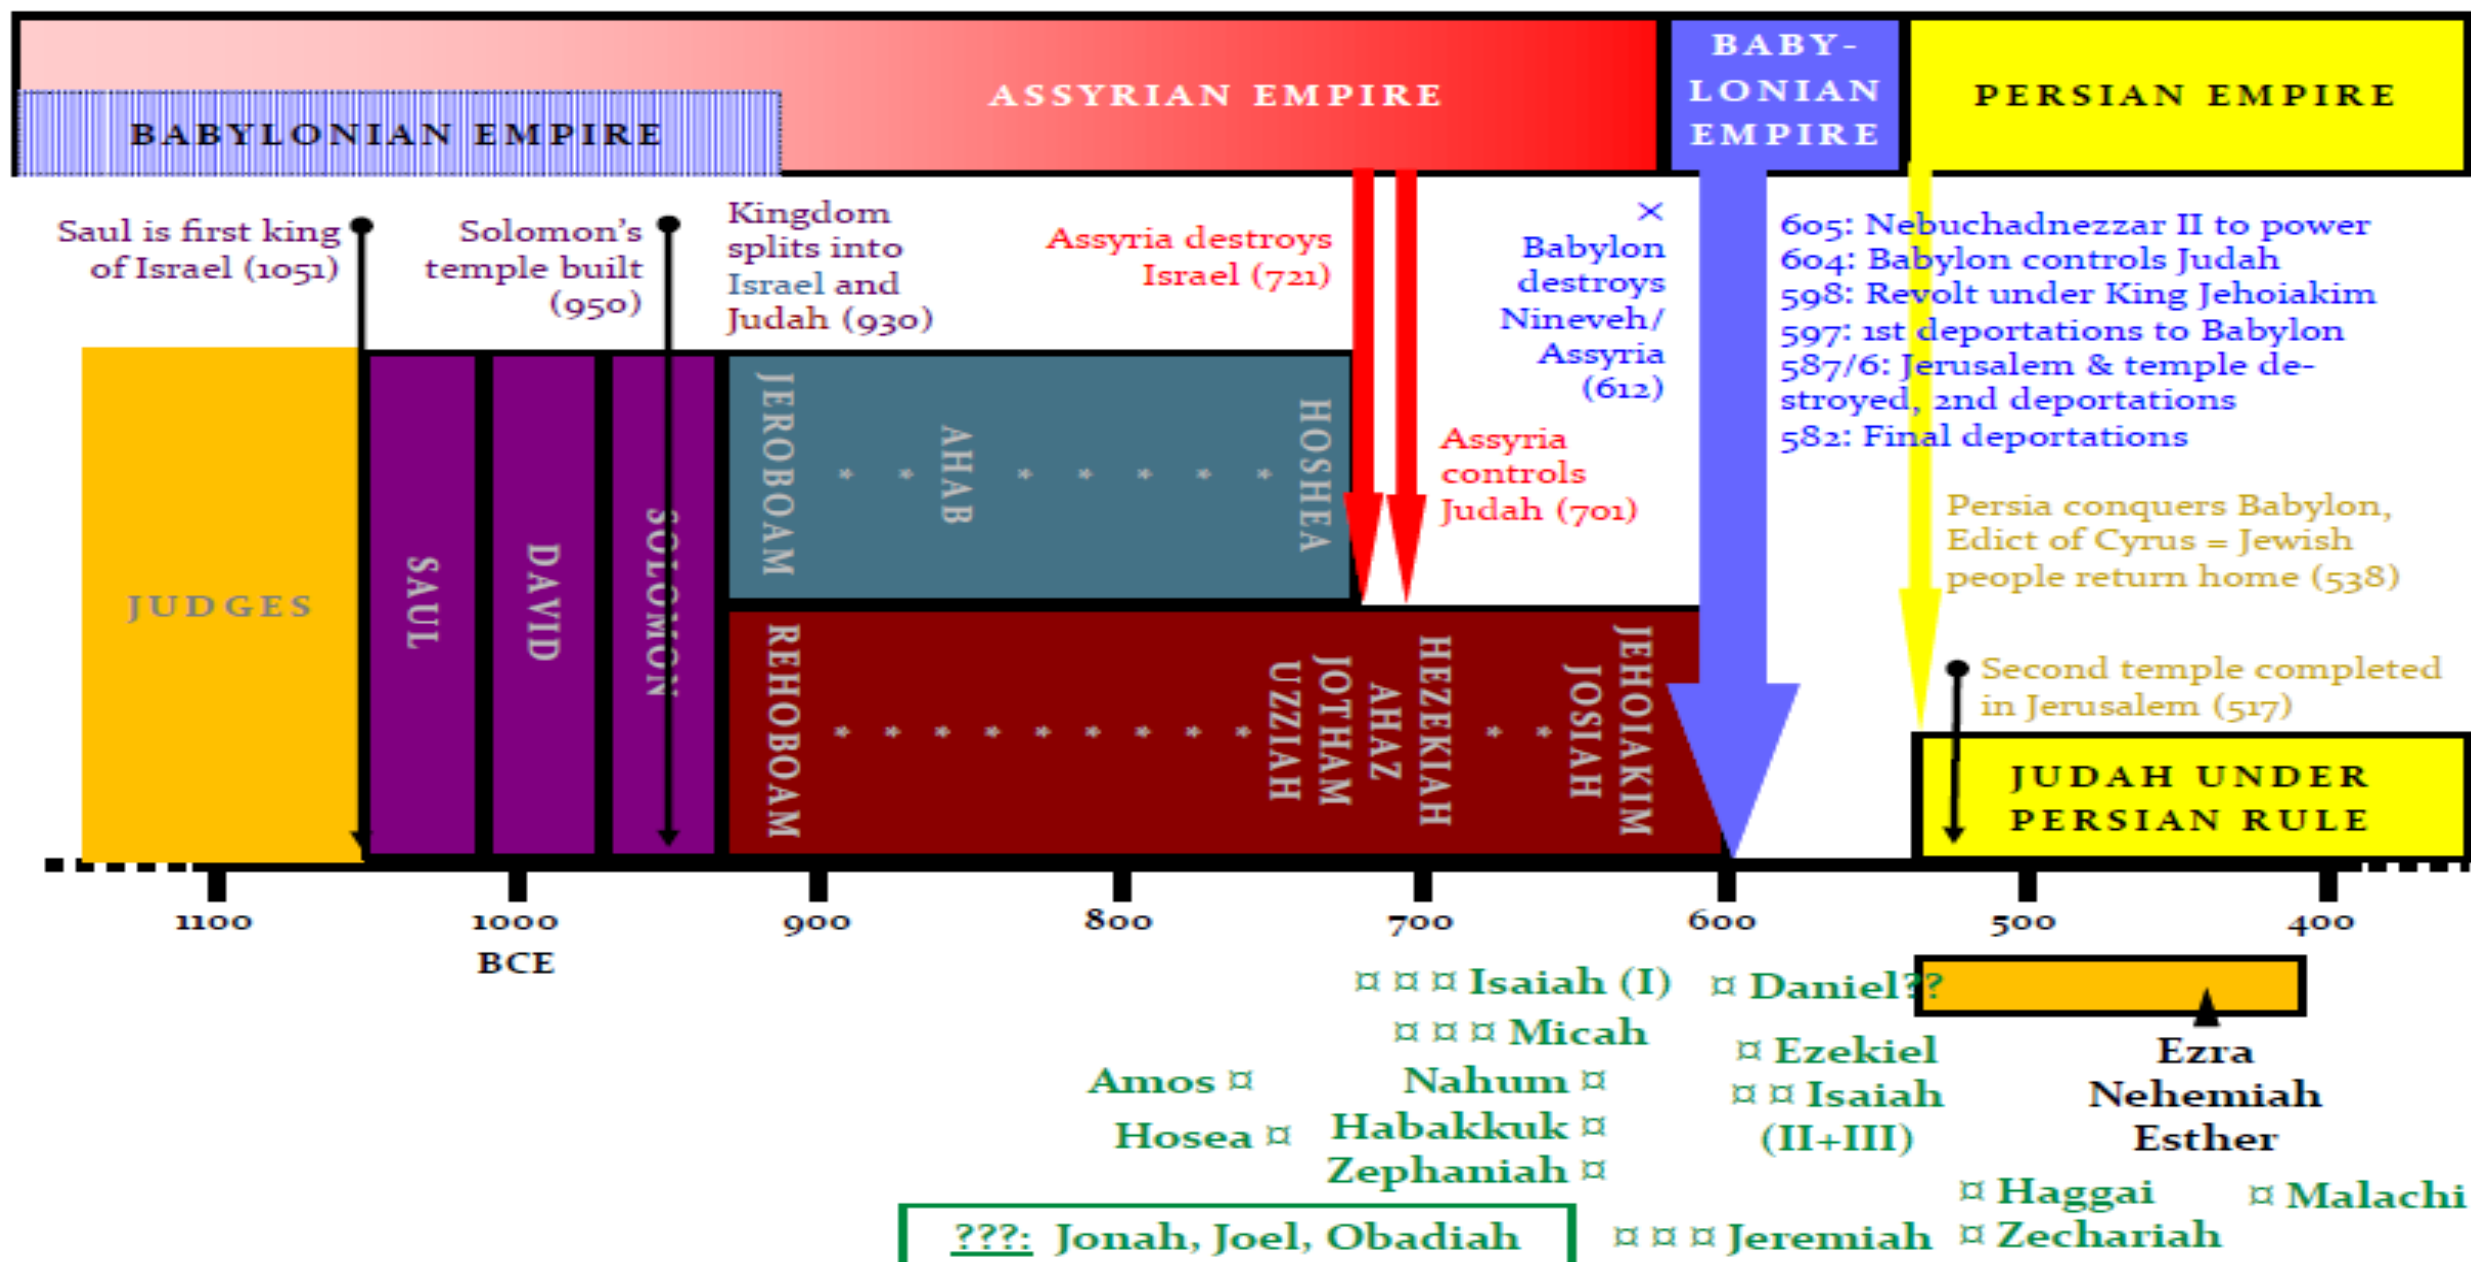 BABY-
LONIAN
EMPIRE
ASSYRIAN EMPIRE
PERSIAN EMPIRE
BABYLONIAN EMPIRE
Saul is first king
of Israel (1051)
Solomon's
temple built
(950)
Kingdom
splits into
Israel and
Judah (930)
Assyria destroys
Israel (721)
×
Babylon
destroys
Nineveh/
Assyria
(612)
605: Nebuchadnezzar II to power
604: Babylon controls Judah
598: Revolt under King Jehoiakim
597: 1st deportations to Babylon
587/6: Jerusalem & temple de-
stroyed, 2nd deportations
582: Final deportations
Assyria
controls
Judah (701)
Persia conquers Babylon,
Edict of Cyrus = Jewish
people return home (538)
Second temple completed
in Jerusalem (517)
JUDGES
SAUL
DAVID
SOLOMON
JEROBOAM
* *
AHAB
* * * * *
HOSHEA
REHOBOAM
* * * * * * * * *
UZZIAH
JOTHAM
AHAZ
HEZEKIAH
* *
JOSIAH
JEHOIAKIM
JUDAH UNDER
PERSIAN RULE
1100 1000 900 800 700 600 500 400
BCE
¤ ¤ ¤ Isaiah (I)
¤ Daniel??
¤ ¤ ¤ Micah
¤ Ezekiel
Amos ¤
Nahum ¤
¤ ¤ Isaiah
(II+III)
Hosea ¤
Habakkuk ¤
Zephaniah ¤
Ezra
Nehemiah
Esther
¤ Haggai
¤ Malachi
???: Jonah, Joel, Obadiah
¤ ¤ ¤ Jeremiah
¤ Zechariah